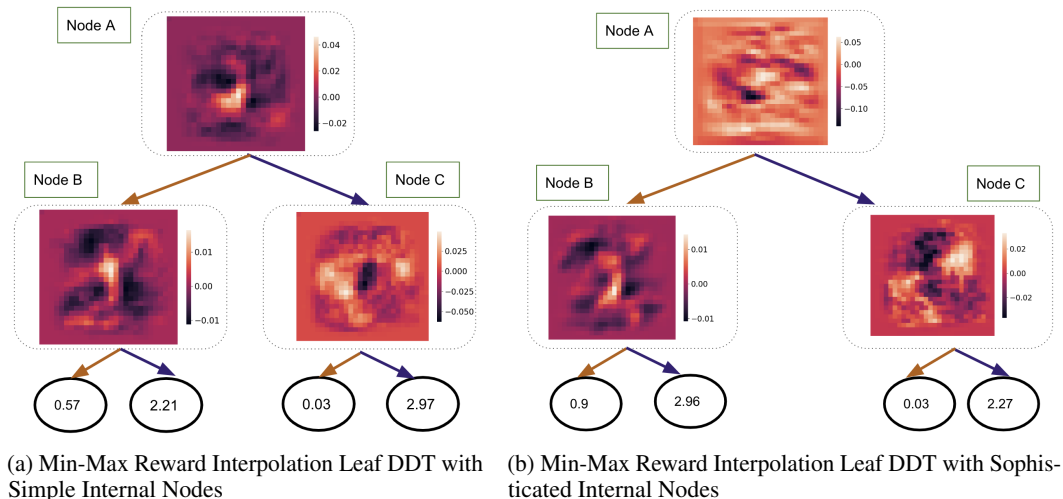 Node A
0.04
0.02
0.00
−0.02
Node B
Node C
0.01
0.00
−0.01
0.025
0.000
−0.025
−0.050
0.57
2.21
0.03
2.97
(a) Min-Max Reward Interpolation Leaf DDT with
Simple Internal Nodes
Node A
0.05
0.00
−0.05
−0.10
Node B
Node C
0.01
0.00
−0.01
0.02
0.00
−0.02
0.9
2.96
0.03
2.27
(b) Min-Max Reward Interpolation Leaf DDT with Sophis-
ticated Internal Nodes